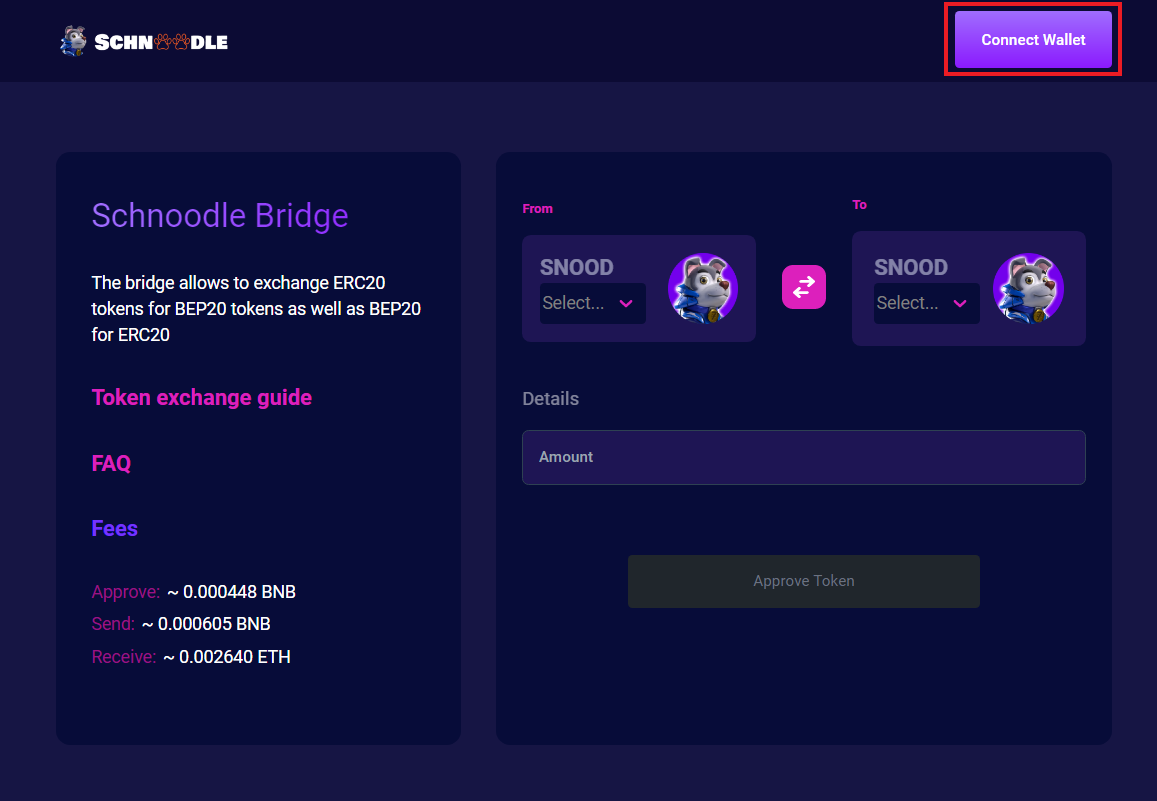 SCHNOODLE
Connect Wallet
Schnoodle Bridge
The bridge allows to exchange ERC20
tokens for BEP20 tokens as well as BEP20
for ERC20
Token exchange guide
FAQ
Fees
Approve: ~ 0.000448 BNB
Send: ~ 0.000605 BNB
Receive: ~ 0.002640 ETH
From
SNOOD
Select...
To
SNOOD
Select...
Details
Amount
Approve Token